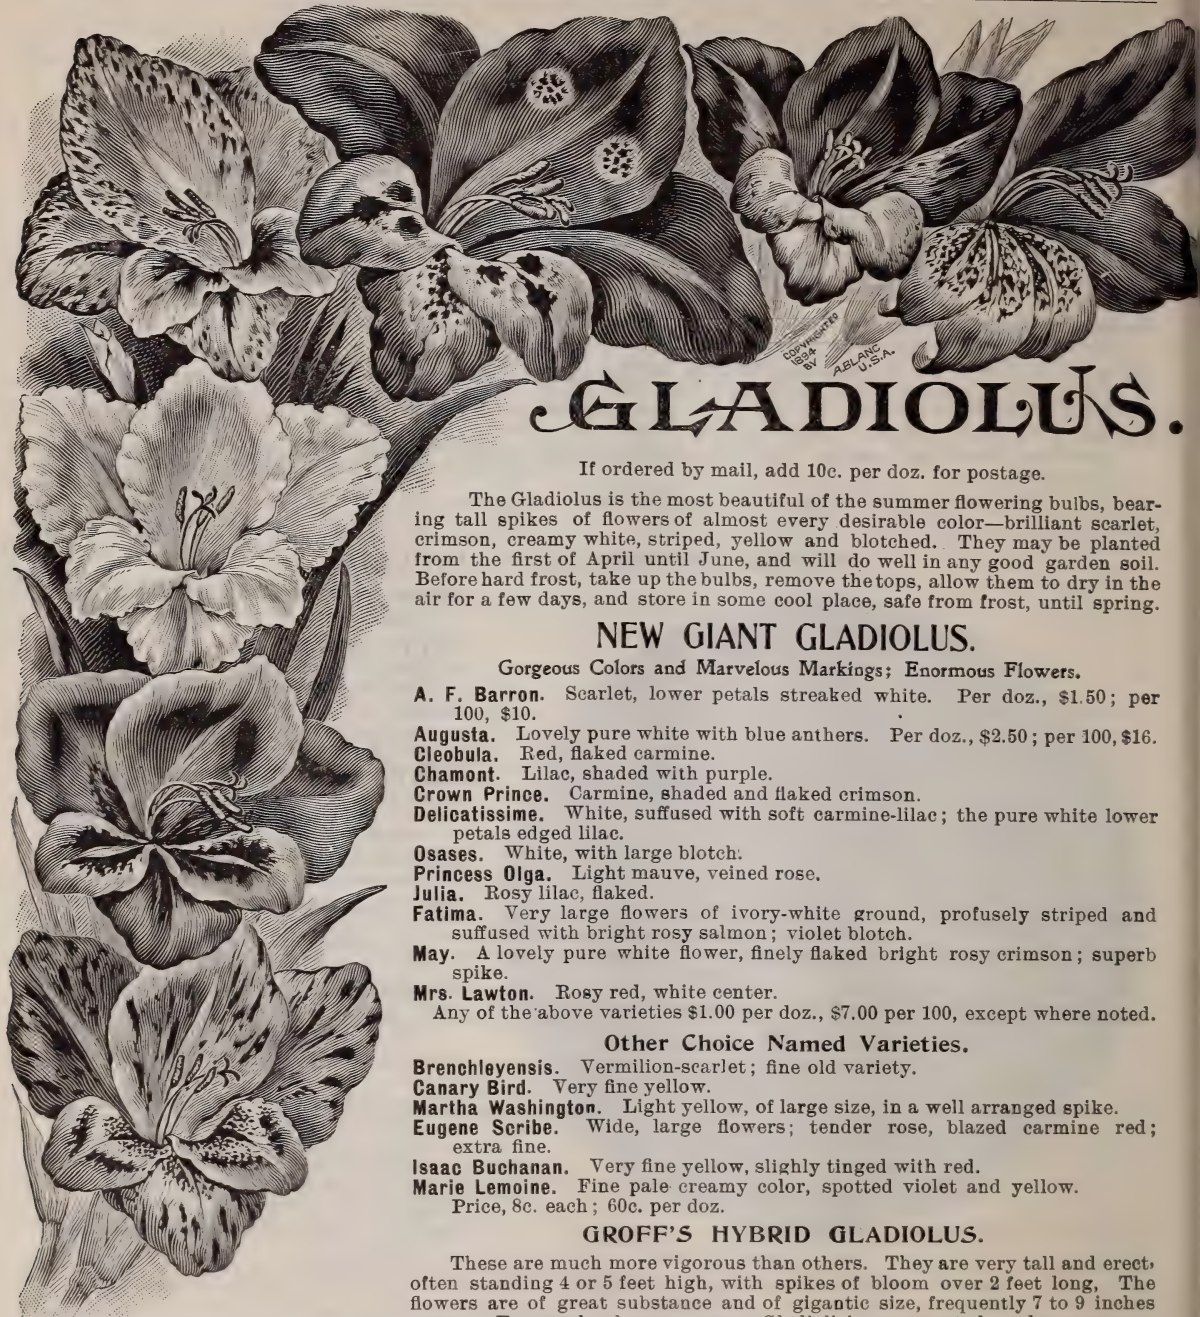 COPYRIGHTED
1894
BY
A.BLANC
U.S.A.
GLADIOLUS.
If ordered by mail, add 10c. per doz. for postage.
The Gladiolus is the most beautiful of the summer flowering bulbs, bear-
ing tall spikes of flowers of almost every desirable color—brilliant scarlet,
crimson, creamy white, striped, yellow and blotched. They may be planted
from the first of April until June, and will do well in any good garden soil.
Before hard frost, take up the bulbs, remove the tops, allow them to dry in the
air for a few days, and store in some cool place, safe from frost, until spring.
NEW GIANT GLADIOLUS.
Gorgeous Colors and Marvelous Markings; Enormous Flowers.
A. F. Barron. Scarlet, lower petals streaked white. Per doz., $1.50; per
100, $10.
Augusta. Lovely pure white with blue anthers. Per doz., $2.50; per 100, $16.
Cleobula. Red, flaked carmine.
Chamont. Lilac, shaded with purple.
Crown Prince. Carmine, shaded and flaked crimson.
Delicatissime. White, suffused with soft carmine-lilac; the pure white lower
petals edged lilac.
Osases. White, with large blotch.
Princess Olga. Light mauve, veined rose.
Julia. Rosy lilac, flaked.
Fatima. Very large flowers of ivory-white ground, profusely striped and
suffused with bright rosy salmon; violet blotch.
May. A lovely pure white flower, finely flaked bright rosy crimson; superb
spike.
Mrs. Lawton. Rosy red, white center.
Any of the above varieties $1.00 per doz., $7.00 per 100, except where noted.
Other Choice Named Varieties.
Brenchleyensis. Vermilion-scarlet; fine old variety.
Canary Bird. Very fine yellow.
Martha Washington. Light yellow, of large size, in a well arranged spike.
Eugene Scribe. Wide, large flowers; tender rose, blazed carmine red;
extra fine.
Isaac Buchanan. Very fine yellow, slighly tinged with red.
Marie Lemoine. Fine pale creamy color, spotted violet and yellow.
Price, 8c. each; 60c. per doz.
GROFF'S HYBRID GLADIOLUS.
These are much more vigorous than others. They are very tall and erect,
often standing 4 or 5 feet high, with spikes of bloom over 2 feet long, The
flowers are of great substance and of gigantic size, frequently 7 to 9 inches